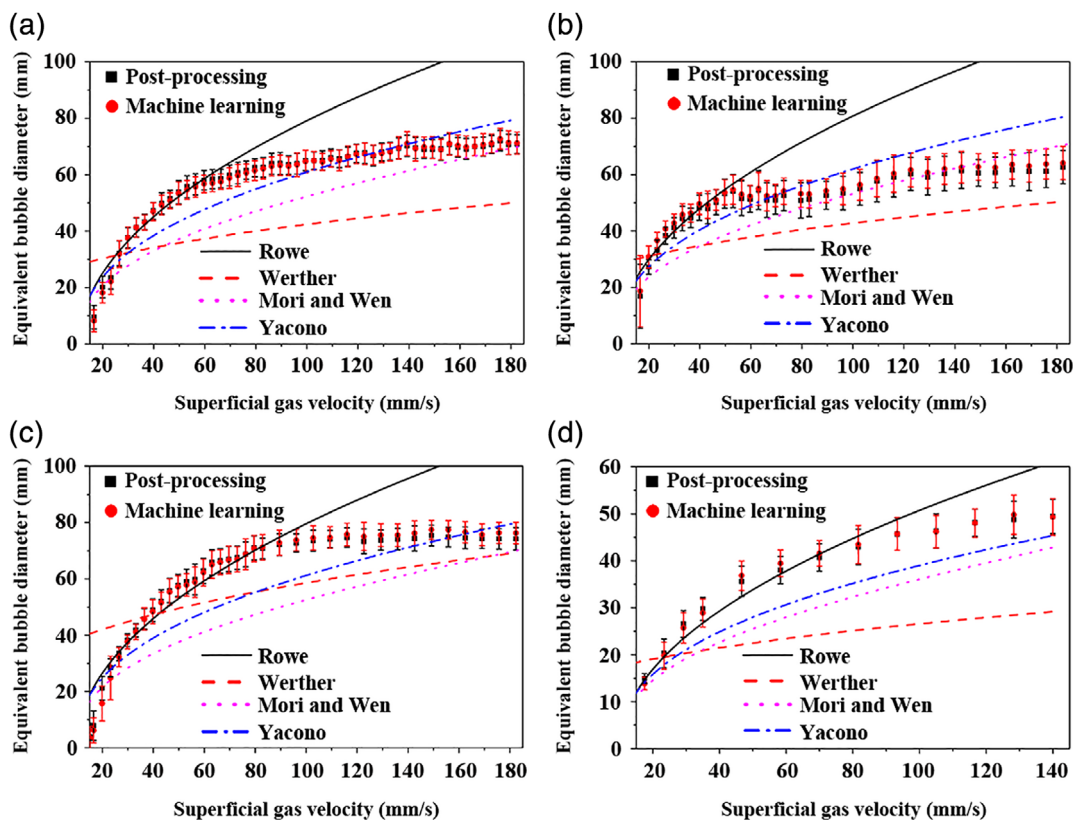 (a)
Equivalent bubble diameter (mm)
100
80
60
40
20
0
Post-processing
Machine learning
Rowe
Werther
Mori and Wen
Yacono
20 40 60 80 100 120 140 160 180
Superficial gas velocity (mm/s)
(b)
Equivalent bubble diameter (mm)
100
80
60
40
20
0
Post-processing
Machine learning
Rowe
Werther
Mori and Wen
Yacono
20 40 60 80 100 120 140 160 180
Superficial gas velocity (mm/s)
(c)
Equivalent bubble diameter (mm)
100
80
60
40
20
0
Post-processing
Machine learning
Rowe
Werther
Mori and Wen
Yacono
20 40 60 80 100 120 140 160 180
Superficial gas velocity (mm/s)
(d)
Equivalent bubble diameter (mm)
60
50
40
30
20
10
0
Post-processing
Machine learning
Rowe
Werther
Mori and Wen
Yacono
20 40 60 80 100 120 140
Superficial gas velocity (mm/s)